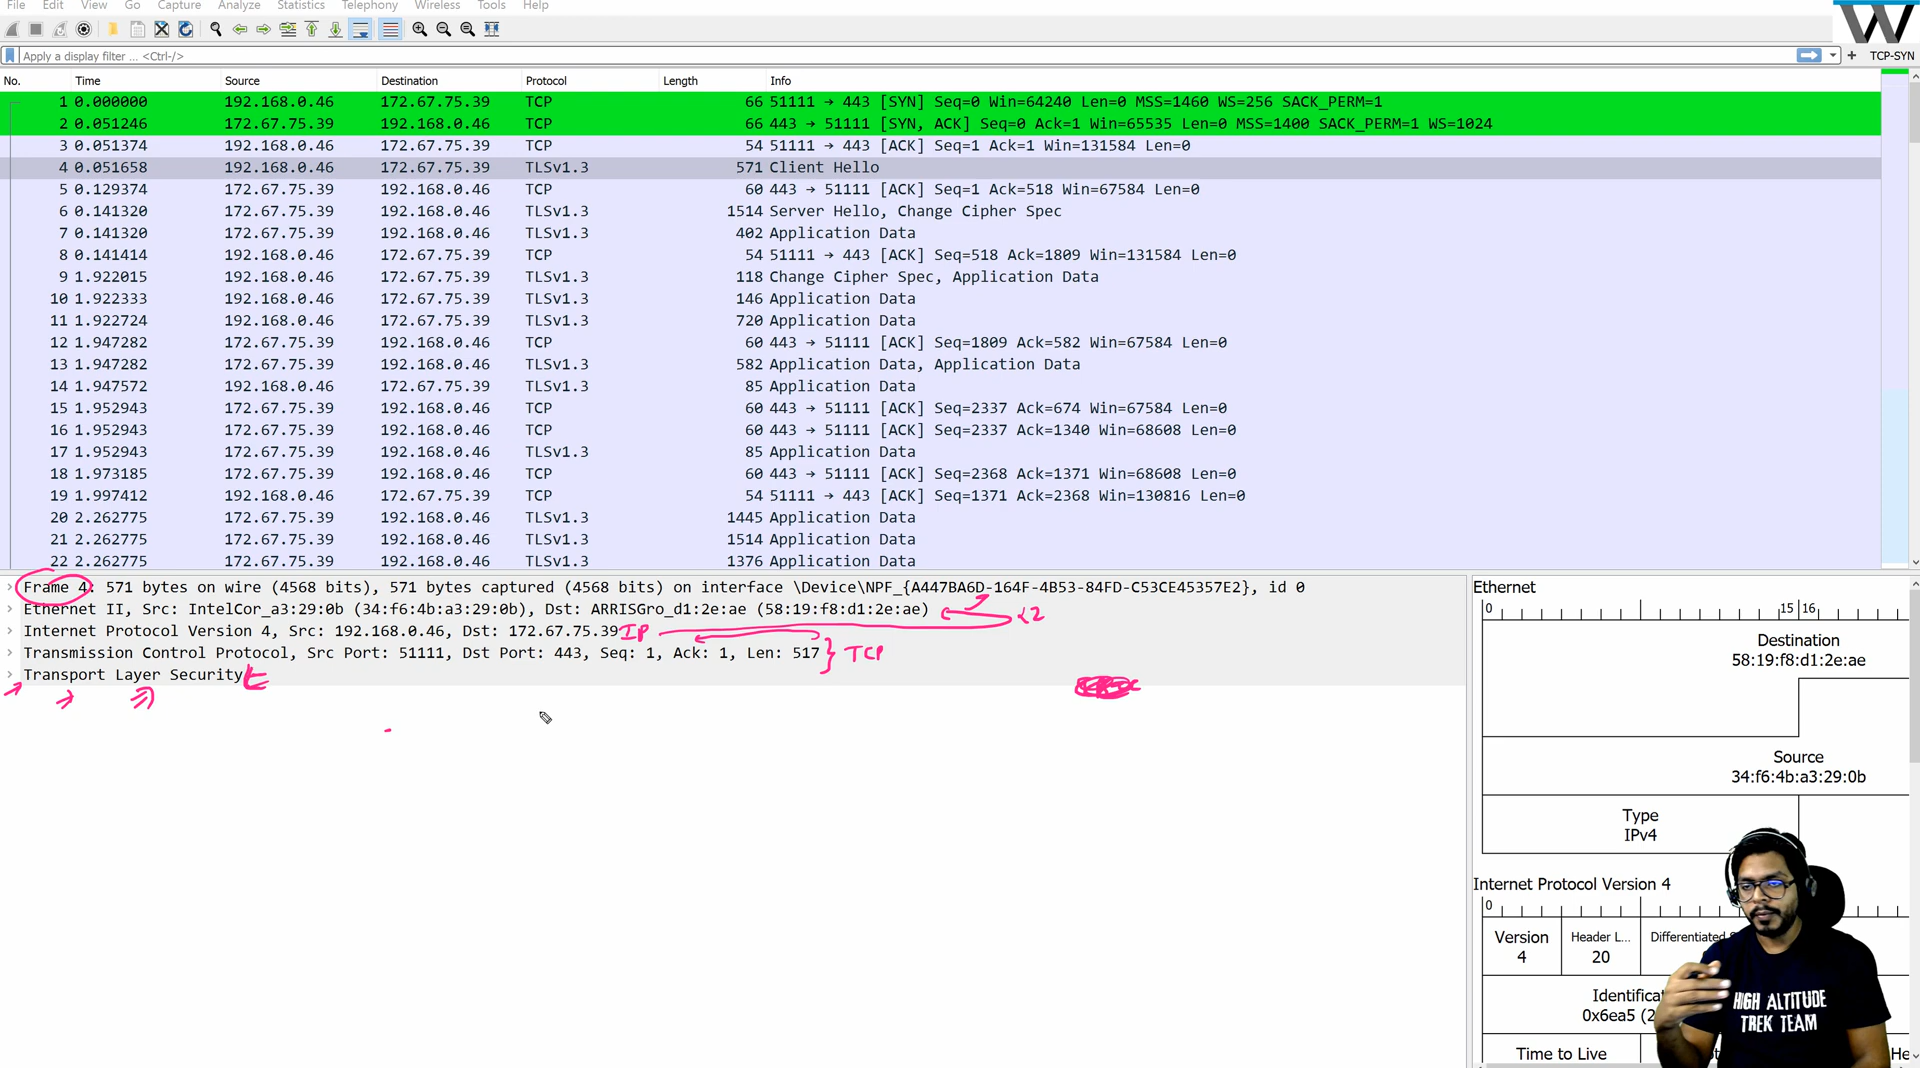 File Edit View Go Capture Analyze Statistics Telephony Wireless Tools Help
Apply a display filter ... <Ctrl-/>
+ TCP-SYN
No. Time Source Destination Protocol Length Info
1 0.000000 192.168.0.46 172.67.75.39 TCP 66 51111 → 443 [SYN] Seq=0 Win=64240 Len=0 MSS=1460 WS=256 SACK_PERM=1
2 0.051246 172.67.75.39 192.168.0.46 TCP 66 443 → 51111 [SYN, ACK] Seq=0 Ack=1 Win=65535 Len=0 MSS=1400 SACK_PERM=1 WS=1024
3 0.051374 192.168.0.46 172.67.75.39 TCP 54 51111 → 443 [ACK] Seq=1 Ack=1 Win=131584 Len=0
4 0.051658 192.168.0.46 172.67.75.39 TLSv1.3 571 Client Hello
5 0.129374 172.67.75.39 192.168.0.46 TCP 60 443 → 51111 [ACK] Seq=1 Ack=518 Win=67584 Len=0
6 0.141320 172.67.75.39 192.168.0.46 TLSv1.3 1514 Server Hello, Change Cipher Spec
7 0.141320 172.67.75.39 192.168.0.46 TLSv1.3 402 Application Data
8 0.141414 192.168.0.46 172.67.75.39 TCP 54 51111 → 443 [ACK] Seq=518 Ack=1809 Win=131584 Len=0
9 1.922015 192.168.0.46 172.67.75.39 TLSv1.3 118 Change Cipher Spec, Application Data
10 1.922333 192.168.0.46 172.67.75.39 TLSv1.3 146 Application Data
11 1.922724 192.168.0.46 172.67.75.39 TLSv1.3 720 Application Data
12 1.947282 172.67.75.39 192.168.0.46 TCP 60 443 → 51111 [ACK] Seq=1809 Ack=582 Win=67584 Len=0
13 1.947282 172.67.75.39 192.168.0.46 TLSv1.3 582 Application Data, Application Data
14 1.947572 192.168.0.46 172.67.75.39 TLSv1.3 85 Application Data
15 1.952943 172.67.75.39 192.168.0.46 TCP 60 443 → 51111 [ACK] Seq=2337 Ack=674 Win=67584 Len=0
16 1.952943 172.67.75.39 192.168.0.46 TCP 60 443 → 51111 [ACK] Seq=2337 Ack=1340 Win=68608 Len=0
17 1.952943 172.67.75.39 192.168.0.46 TLSv1.3 85 Application Data
18 1.973185 172.67.75.39 192.168.0.46 TCP 60 443 → 51111 [ACK] Seq=2368 Ack=1371 Win=68608 Len=0
19 1.997412 192.168.0.46 172.67.75.39 TCP 54 51111 → 443 [ACK] Seq=1371 Ack=2368 Win=130816 Len=0
20 2.262775 172.67.75.39 192.168.0.46 TLSv1.3 1445 Application Data
21 2.262775 172.67.75.39 192.168.0.46 TLSv1.3 1514 Application Data
22 2.262775 172.67.75.39 192.168.0.46 TLSv1.3 1376 Application Data
Frame 4: 571 bytes on wire (4568 bits), 571 bytes captured (4568 bits) on interface \Device\NPF_{A447BA6D-164F-4B53-84FD-C53CE45357E2}, id 0
Ethernet II, Src: IntelCor_a3:29:0b (34:f6:4b:a3:29:0b), Dst: ARRISGro_d1:2e:ae (58:19:f8:d1:2e:ae)
Internet Protocol Version 4, Src: 192.168.0.46, Dst: 172.67.75.39 IP
Transmission Control Protocol, Src Port: 51111, Dst Port: 443, Seq: 1, Ack: 1, Len: 517 TCP
Transport Layer Security
Ethernet
0 15 16
Destination
58:19:f8:d1:2e:ae
Source
34:f6:4b:a3:29:0b
Type
IPv4
Internet Protocol Version 4
0
Version Header L... Differentiated
4 20
0x6ea5 (2
Time to Live
HIGH ALTITUDE
TREK TEAM